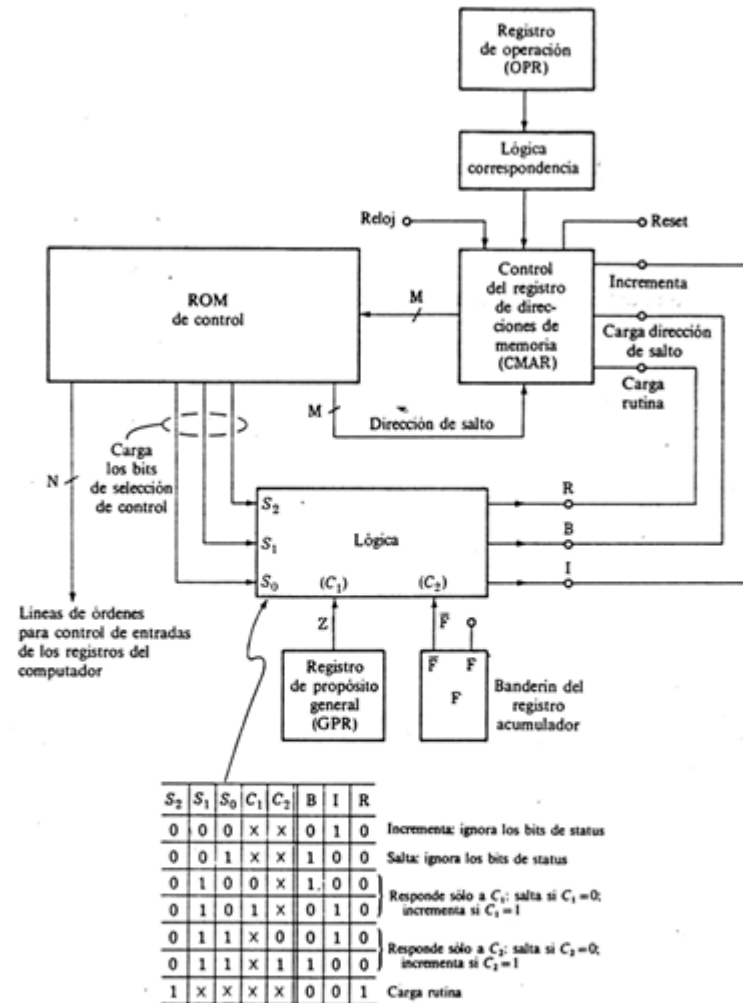 Registro
de operación
(OPR)
Lógica
correspondencia
Reloj
Reset
ROM
de control
M
Control
del registro
de direc-
ciones de
memoria
(CMAR)
Incrementa
Carga dirección
de salto
Carga
rutina
M
Dirección de salto
Carga
los bits
de selección
de control
N
S2
S1
S0
Lógica
(C1)
(C2)
R
B
I
Lineas de órdenes
para control de entradas
de los registros del
computador
Z
F̅
Registro
de propósito
general
(GPR)
F̅ F
F
Banderin del
registro
acumulador
S2 S1 S0 C1 C2 B I R
0 0 0 × × 0 1 0 Incrementa: ignora los bits de status
0 0 1 × × 1 0 0 Salta: ignora los bits de status
0 1 0 0 × 1. 0 0
0 1 0 1 × 0 1 0
Responde sólo a C1: salta si C1=0;
incrementa si C1=1
0 1 1 × 0 0 1 0
0 1 1 × 1 1 0 0
Responde sólo a C2: salta si C2=0;
incrementa si C2=1
1 × × × × 0 0 1 Carga rutina